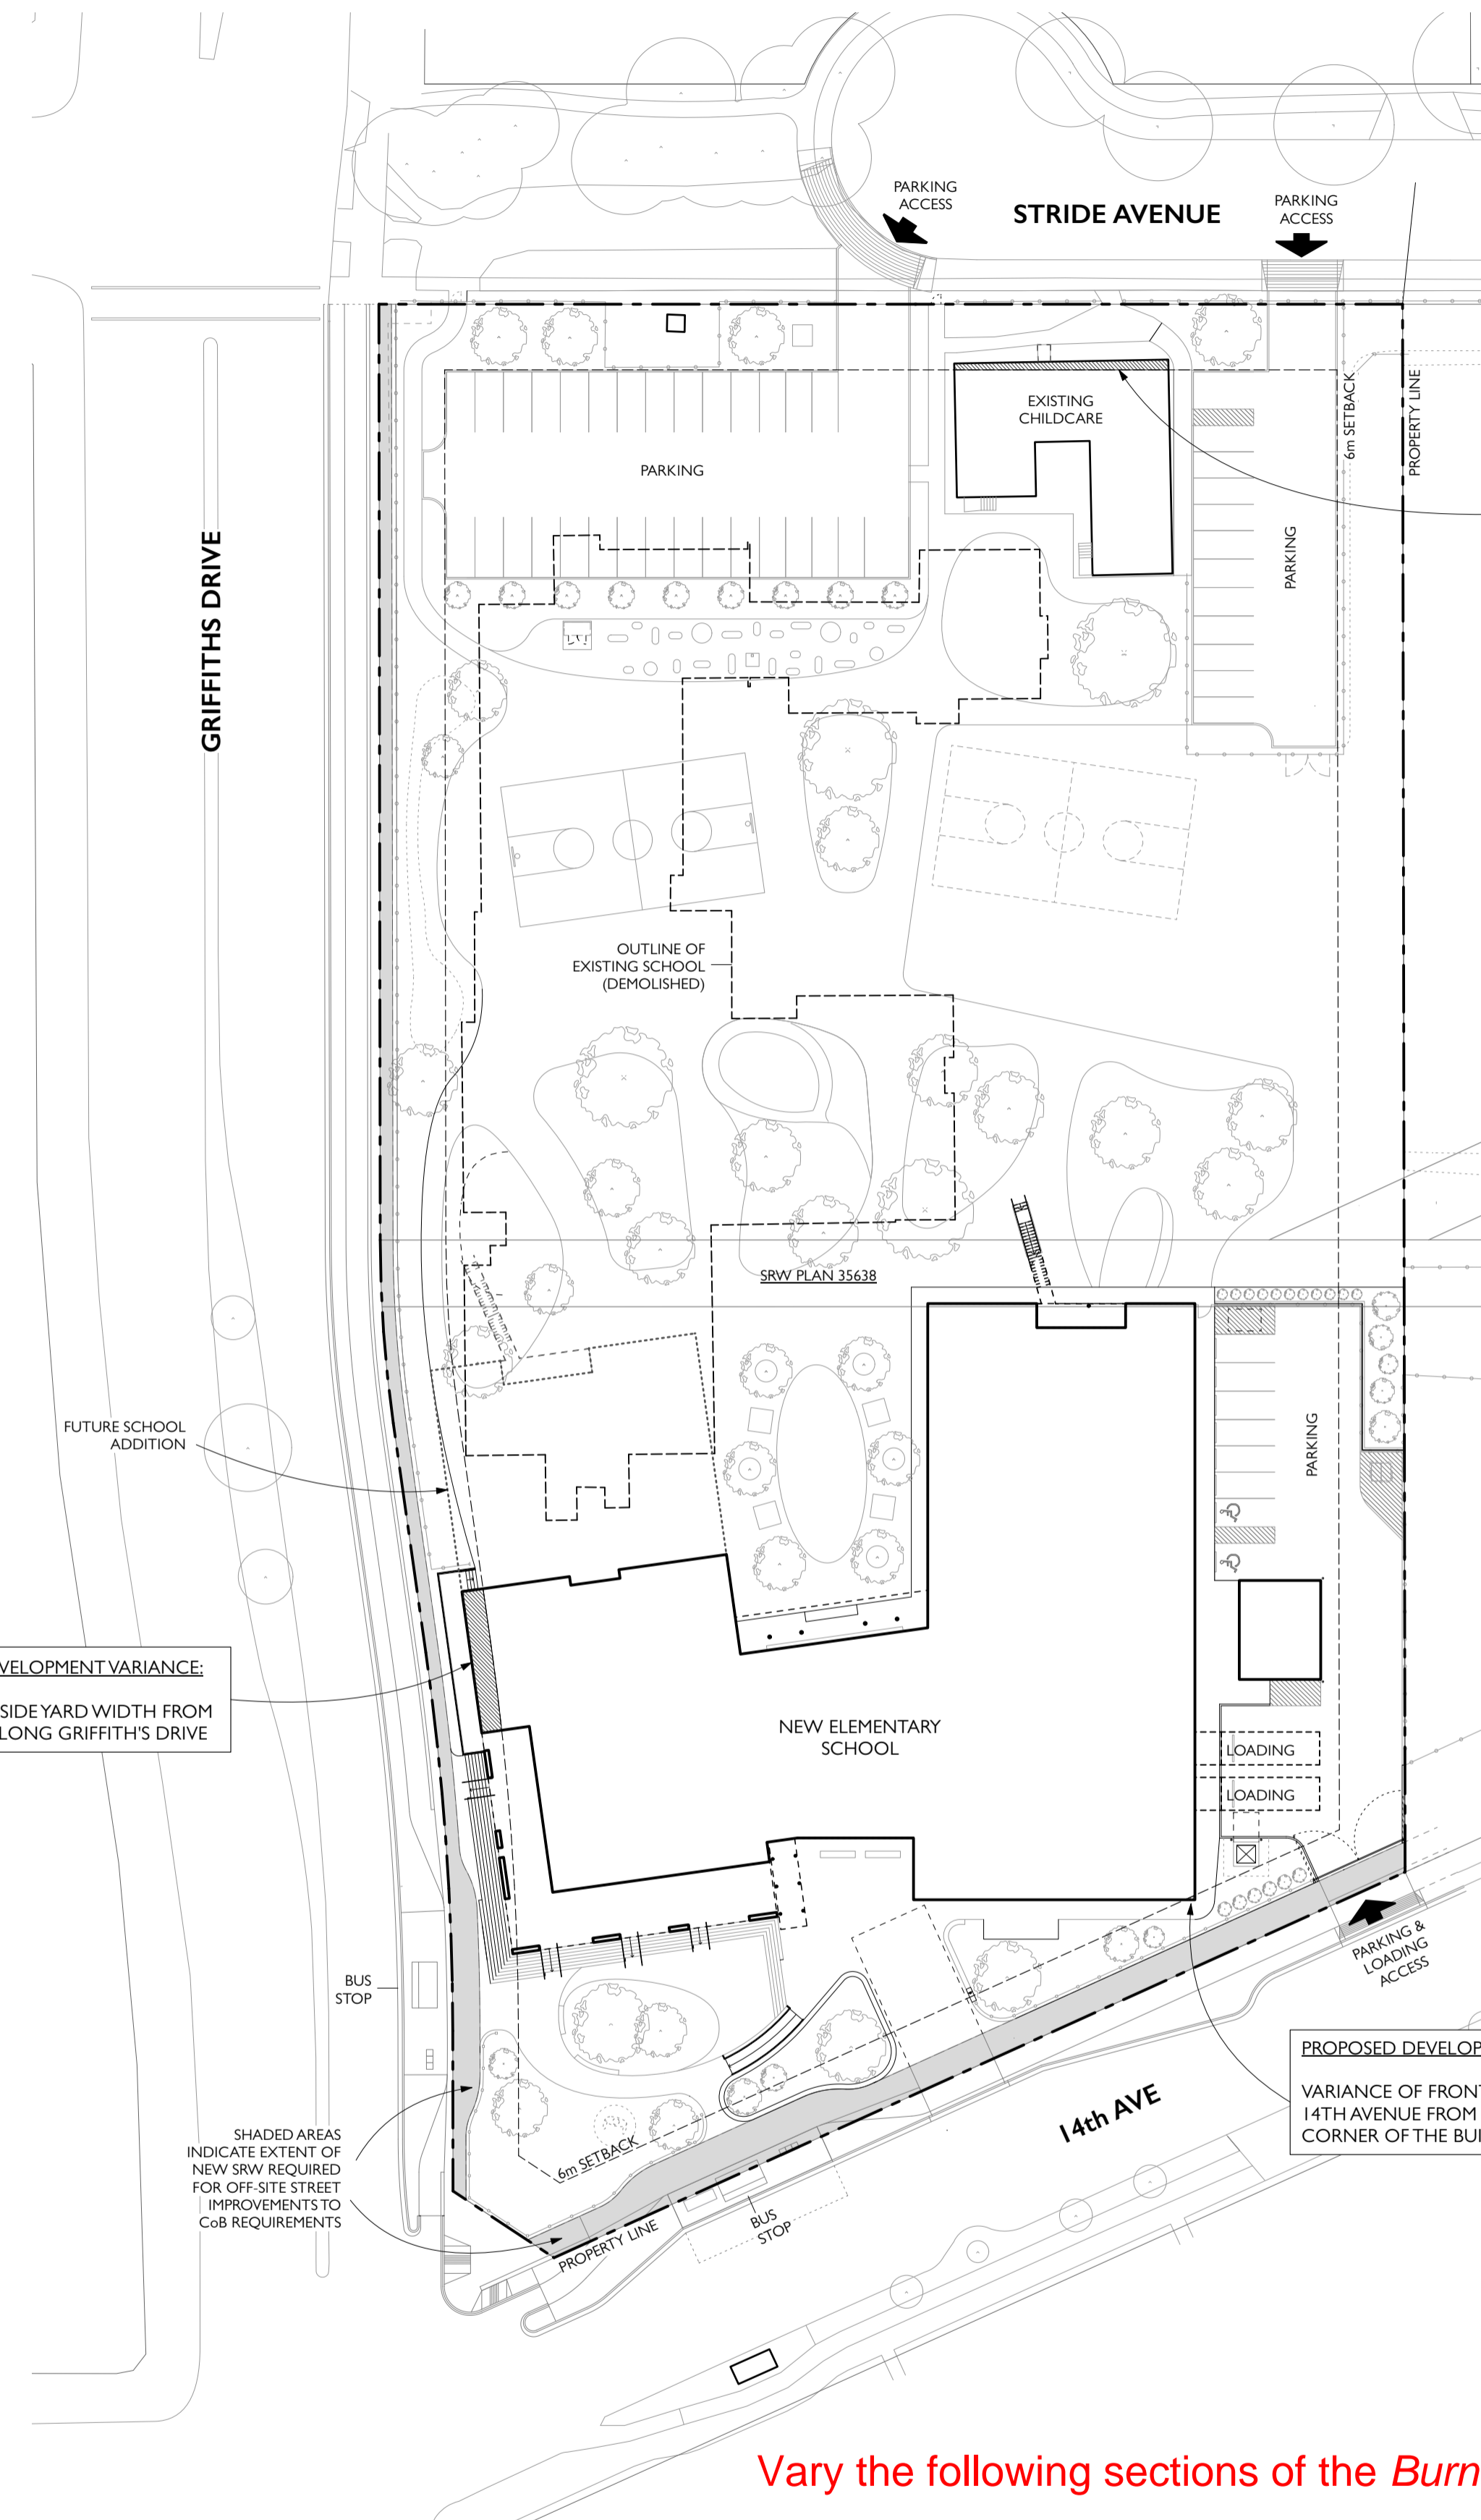 PARKING
ACCESS
STRIDE AVENUE
PARKING
ACCESS
EXISTING
CHILDCARE
6m SETBACK
PROPERTY LINE
PARKING
PARKING
GRIFFITHS DRIVE
OUTLINE OF
EXISTING SCHOOL
(DEMOLISHED)
SRW PLAN 35638
FUTURE SCHOOL
ADDITION
PARKING
VELOPMENT VARIANCE:
SIDE YARD WIDTH FROM
LONG GRIFFITH'S DRIVE
NEW ELEMENTARY
SCHOOL
LOADING
LOADING
BUS
STOP
PARKING &
LOADING
ACCESS
PROPOSED DEVELOP
VARIANCE OF FRONT
14TH AVENUE FROM
CORNER OF THE BUI
14th AVE
SHADED AREAS
INDICATE EXTENT OF
NEW SRW REQUIRED
FOR OFF-SITE STREET
IMPROVEMENTS TO
CoB REQUIREMENTS
6m SETBACK
PROPERTY LINE
BUS
STOP
Vary the following sections of the Burn